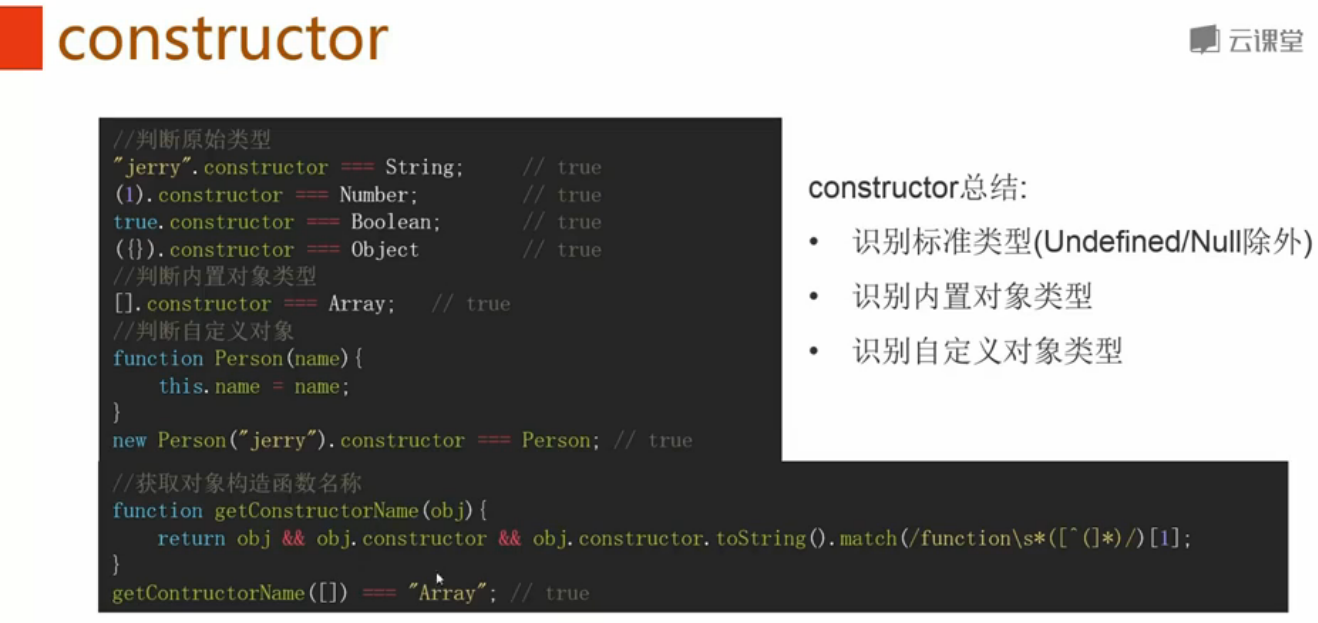 constructor
云课堂
//判断原始类型
"jerry".constructor === String;     // true
(1).constructor === Number;         // true
true.constructor === Boolean;       // true
({}).constructor === Object         // true
//判断内置对象类型
[].constructor === Array;   // true
//判断自定义对象
function Person(name){
    this.name = name;
}
new Person("jerry").constructor === Person; // true
//获取对象构造函数名称
function getConstructorName(obj){
    return obj && obj.constructor && obj.constructor.toString().match(/function\s*([^(]*)/)[1];
}
getContructorName([]) === "Array"; // true
constructor总结:
• 识别标准类型(Undefined/Null除外)
• 识别内置对象类型
• 识别自定义对象类型